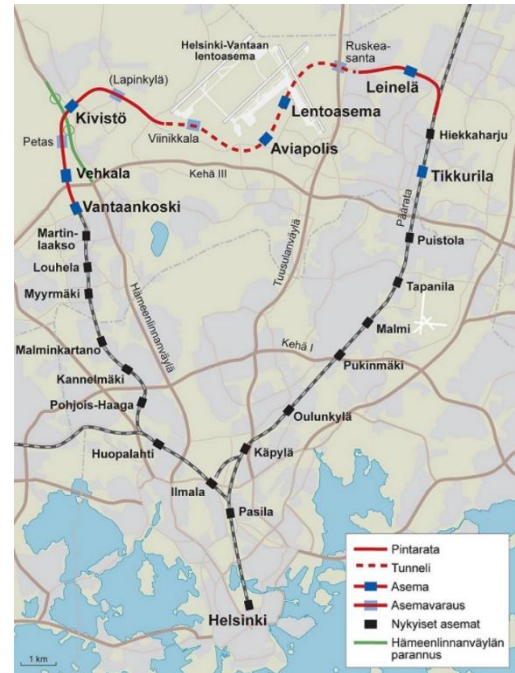 Helsinki-Vantaan
lentoasema
Ruskea-
santa
(Lapinkylä)
Leinelä
Kivistö
Lentoasema
Viinikkala
Hiekkaharju
Petas
Aviapolis
Vehkala
Kehä III
Tikkurila
Vantaankoski
Päärata
Martin-
laakso
Puistola
Louhela
Tuusulanväylä
Tapanila
Myyrmäki
Hämeenlinnanväylä
Malmi
Malminkartano
Kehä I
Pukinmäki
Kannelmäki
Pohjois-Haaga
Oulunkylä
Huopalahti
Käpylä
Ilmala
Pasila
Helsinki
Pintarata
Tunneli
Asema
Asemavaraus
Nykyiset asemat
Hämeenlinnanväylän
parannus
1 km